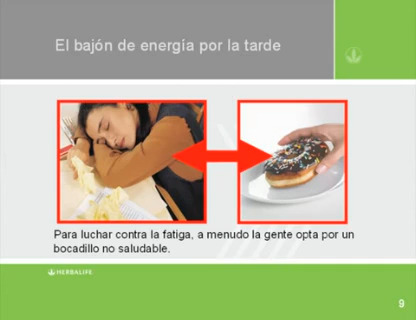 El bajón de energía por la tarde
Para luchar contra la fatiga, a menudo la gente opta por un
bocadillo no saludable.
HERBALIFE
9